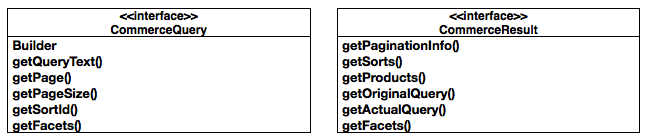 <<interface>>
CommerceQuery
Builder
getQueryText()
getPage()
getPageSize()
getSortId()
getFacets()
<<interface>>
CommerceResult
getPaginationInfo()
getSorts()
getProducts()
getOriginalQuery()
getActualQuery()
getFacets()